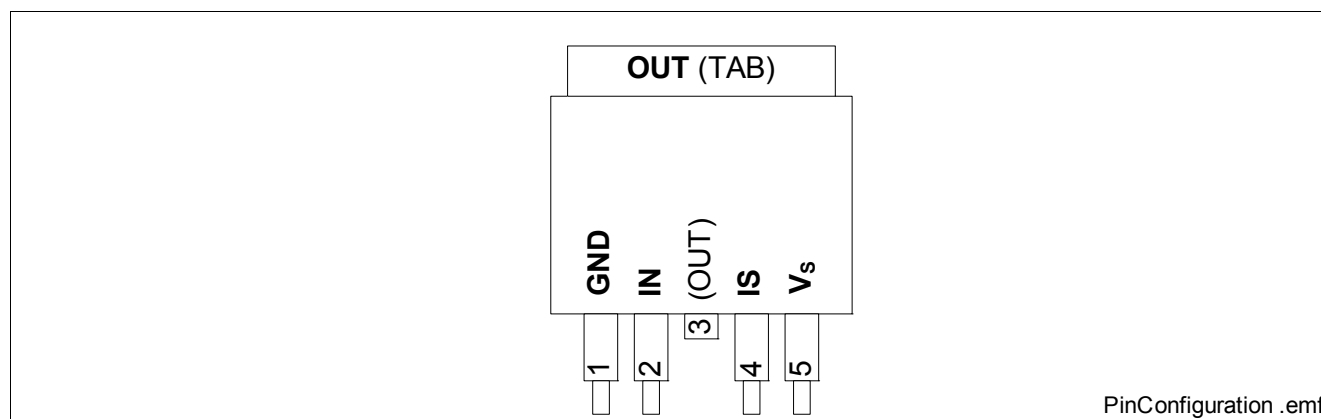 OUT (TAB)
GND
IN
(OUT)
IS
Vs
1
2
3
4
5
PinConfiguration .emf